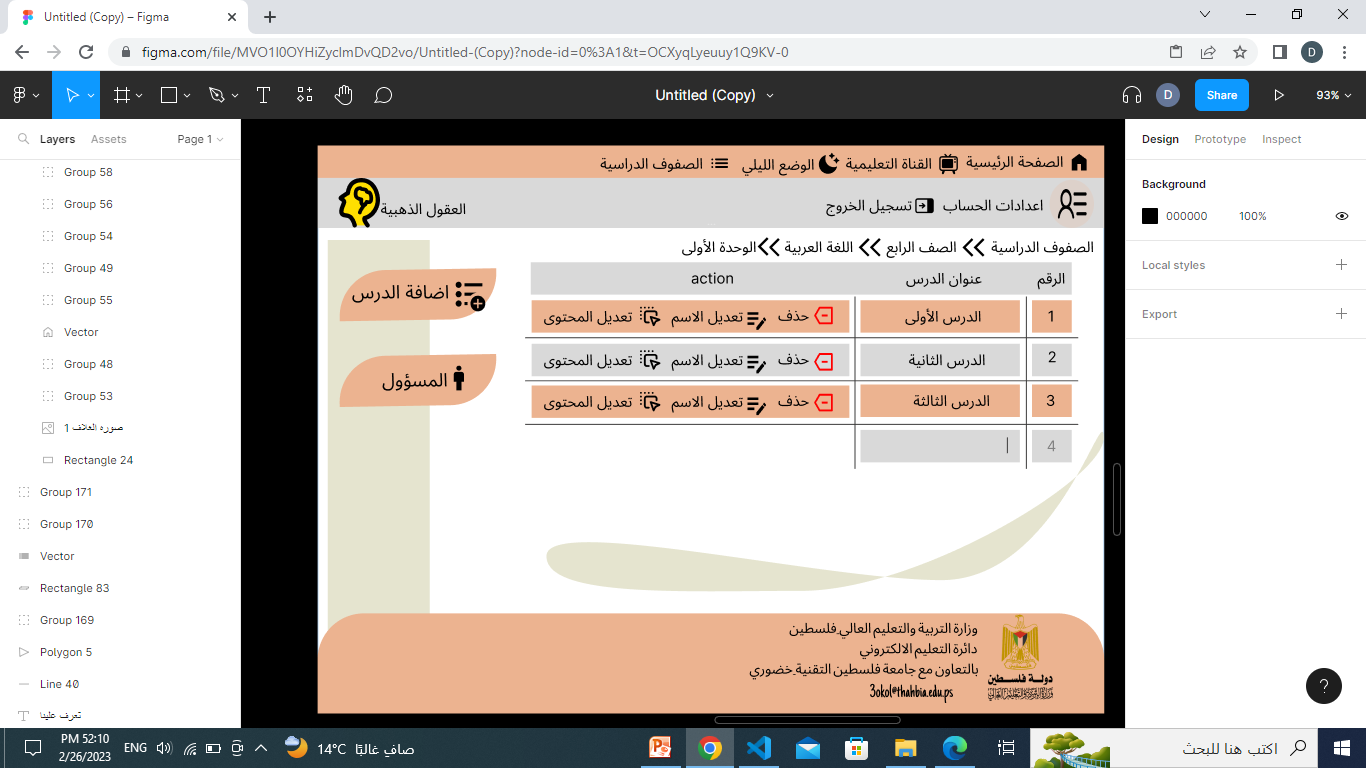 Untitled (Copy) – Figma
figma.com/file/MVO1I0OYHiZycImDvQD2vo/Untitled-(Copy)?node-id=0%3A1&t=OCXyqLyeuuy1Q9KV-0
D
Untitled (Copy)
D
Share
93%
Layers
Assets
Page 1
Group 58
Group 56
Group 54
Group 49
Group 55
Vector
Group 48
Group 53
صوره الغلاف 1
Rectangle 24
Group 171
Group 170
Vector
Rectangle 83
Group 169
Polygon 5
Line 40
تعرف علينا
الصفحة الرئيسية
القناة التعليمية
الوضع الليلي
الصفوف الدراسية
اعدادات الحساب
تسجيل الخروج
العقول الذهبية
الصفوف الدراسية
الصف الرابع
اللغة العربية
الوحدة الأولى
اضافة الدرس
المسؤول
الرقم
عنوان الدرس
action
1
الدرس الأولى
حذف
تعديل الاسم
تعديل المحتوى
2
الدرس الثانية
حذف
تعديل الاسم
تعديل المحتوى
3
الدرس الثالثة
حذف
تعديل الاسم
تعديل المحتوى
4
وزارة التربية والتعليم العالي_فلسطين
دائرة التعليم الالكتروني
بالتعاون مع جامعة فلسطين التقنية_خضوري
3okol@thahbia.edu.ps
دولة فلسطين
Design
Prototype
Inspect
Background
000000
100%
Local styles
Export
?
PM 52:10
2/26/2023
ENG
14°C
صافٍ غالبًا
اكتب هنا للبحث